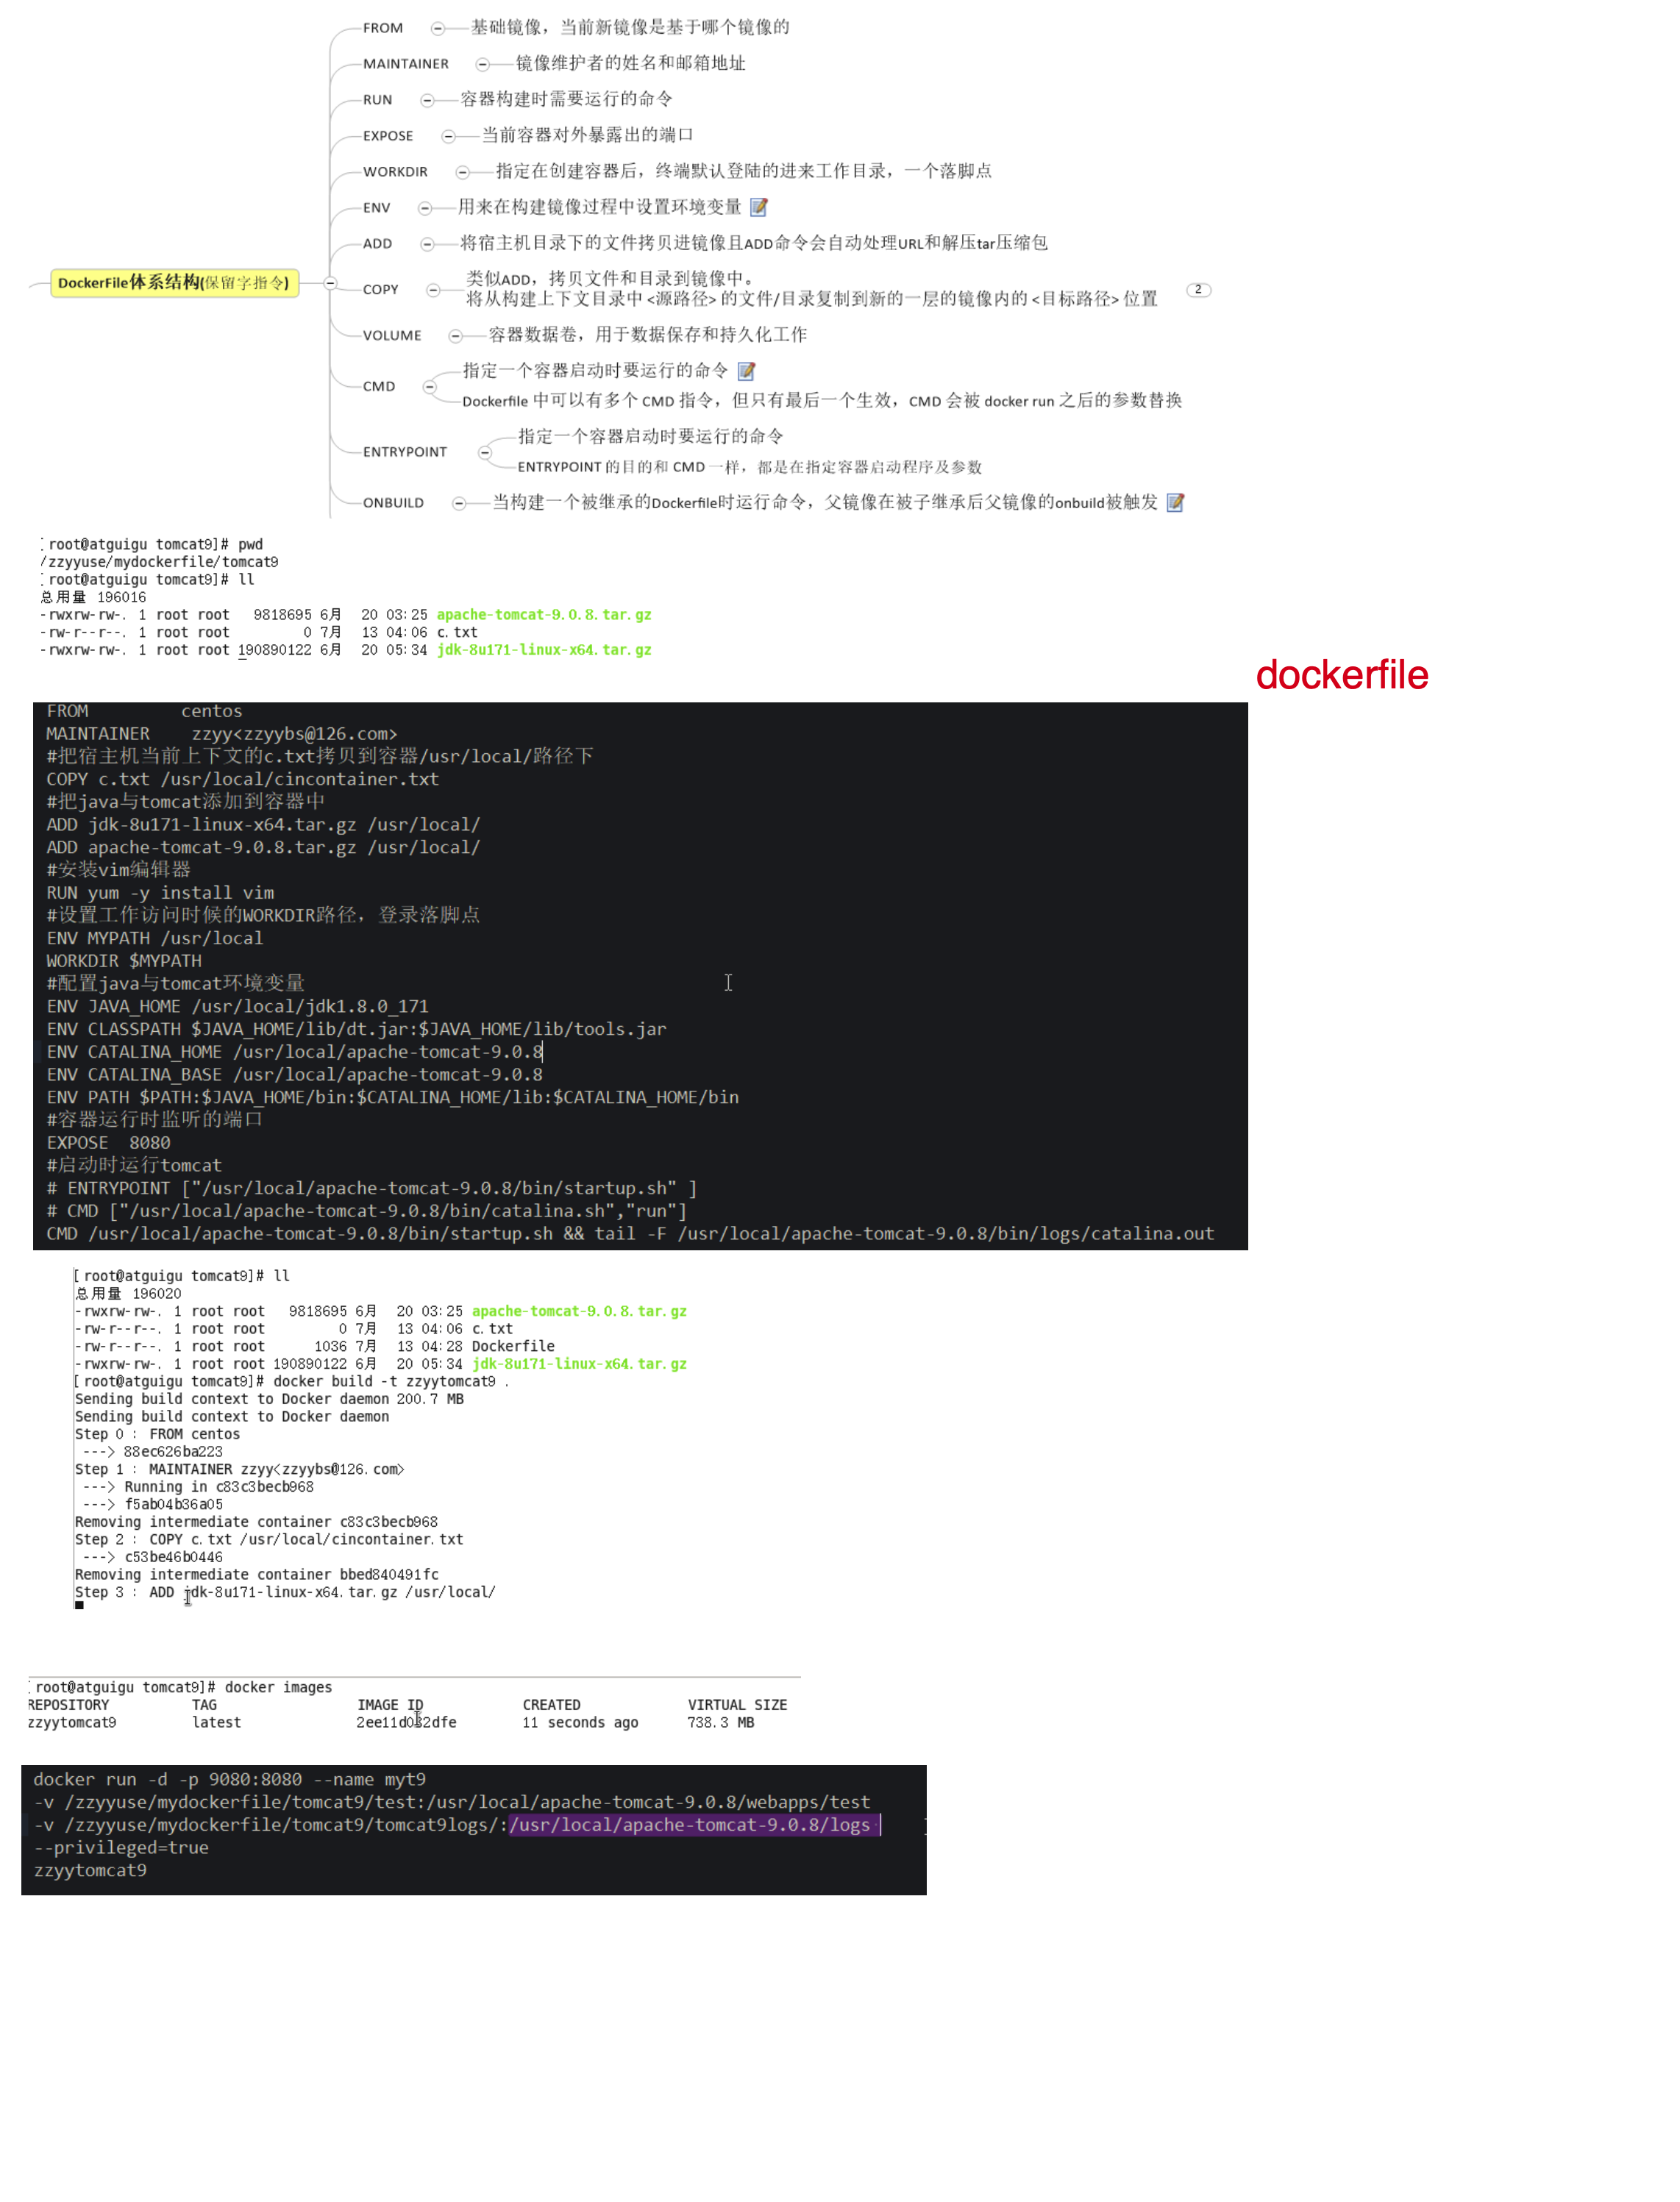 FROM 基础镜像，当前新镜像是基于哪个镜像的
MAINTAINER 镜像维护者的姓名和邮箱地址
RUN 容器构建时需要运行的命令
EXPOSE 当前容器对外暴露出的端口
WORKDIR 指定在创建容器后，终端默认登陆的进来工作目录，一个落脚点
ENV 用来在构建镜像过程中设置环境变量
ADD 将宿主机目录下的文件拷贝进镜像且ADD命令会自动处理URL和解压tar压缩包
DockerFile体系结构(保留字指令)
COPY 类似ADD，拷贝文件和目录到镜像中。
将从构建上下文目录中 <源路径> 的文件/目录复制到新的一层的镜像内的 <目标路径> 位置
2
VOLUME 容器数据卷，用于数据保存和持久化工作
CMD 指定一个容器启动时要运行的命令
Dockerfile 中可以有多个 CMD 指令，但只有最后一个生效，CMD 会被 docker run 之后的参数替换
ENTRYPOINT 指定一个容器启动时要运行的命令
ENTRYPOINT 的目的和 CMD 一样，都是在指定容器启动程序及参数
ONBUILD 当构建一个被继承的Dockerfile时运行命令，父镜像在被子继承后父镜像的onbuild被触发
[root@atguigu tomcat9]# pwd
/zzyyuse/mydockerfile/tomcat9
[root@atguigu tomcat9]# ll
总用量 196016
-rwxrw-rw-. 1 root root 9818695 6月 20 03:25 apache-tomcat-9.0.8.tar.gz
-rw-r--r--. 1 root root 0 7月 13 04:06 c.txt
-rwxrw-rw-. 1 root root 190890122 6月 20 05:34 jdk-8u171-linux-x64.tar.gz
dockerfile
FROM centos
MAINTAINER zzyy<zzyybs@126.com>
#把宿主机当前上下文的c.txt拷贝到容器/usr/local/路径下
COPY c.txt /usr/local/cincontainer.txt
#把java与tomcat添加到容器中
ADD jdk-8u171-linux-x64.tar.gz /usr/local/
ADD apache-tomcat-9.0.8.tar.gz /usr/local/
#安装vim编辑器
RUN yum -y install vim
#设置工作访问时候的WORKDIR路径，登录落脚点
ENV MYPATH /usr/local
WORKDIR $MYPATH
#配置java与tomcat环境变量
ENV JAVA_HOME /usr/local/jdk1.8.0_171
ENV CLASSPATH $JAVA_HOME/lib/dt.jar:$JAVA_HOME/lib/tools.jar
ENV CATALINA_HOME /usr/local/apache-tomcat-9.0.8
ENV CATALINA_BASE /usr/local/apache-tomcat-9.0.8
ENV PATH $PATH:$JAVA_HOME/bin:$CATALINA_HOME/lib:$CATALINA_HOME/bin
#容器运行时监听的端口
EXPOSE 8080
#启动时运行tomcat
# ENTRYPOINT ["/usr/local/apache-tomcat-9.0.8/bin/startup.sh" ]
# CMD ["/usr/local/apache-tomcat-9.0.8/bin/catalina.sh","run"]
CMD /usr/local/apache-tomcat-9.0.8/bin/startup.sh && tail -F /usr/local/apache-tomcat-9.0.8/bin/logs/catalina.out
[root@atguigu tomcat9]# ll
总用量 196020
-rwxrw-rw-. 1 root root 9818695 6月 20 03:25 apache-tomcat-9.0.8.tar.gz
-rw-r--r--. 1 root root 0 7月 13 04:06 c.txt
-rw-r--r--. 1 root root 1036 7月 13 04:28 Dockerfile
-rwxrw-rw-. 1 root root 190890122 6月 20 05:34 jdk-8u171-linux-x64.tar.gz
[root@atguigu tomcat9]# docker build -t zzyytomcat9 .
Sending build context to Docker daemon 200.7 MB
Sending build context to Docker daemon
Step 0 : FROM centos
---> 88ec626ba223
Step 1 : MAINTAINER zzyy<zzyybs@126.com>
---> Running in c83c3becb968
---> f5ab04b36a05
Removing intermediate container c83c3becb968
Step 2 : COPY c.txt /usr/local/cincontainer.txt
---> c53be46b0446
Removing intermediate container bbed840491fc
Step 3 : ADD jdk-8u171-linux-x64.tar.gz /usr/local/
[root@atguigu tomcat9]# docker images
REPOSITORY TAG IMAGE ID CREATED VIRTUAL SIZE
zzyytomcat9 latest 11 seconds ago 738.3 MB
docker run -d -p 9080:8080 --name myt9
-v /zzyyuse/mydockerfile/tomcat9/test:/usr/local/apache-tomcat-9.0.8/webapps/test
-v /zzyyuse/mydockerfile/tomcat9/tomcat9logs/:/usr/local/apache-tomcat-9.0.8/logs
--privileged=true
zzyytomcat9